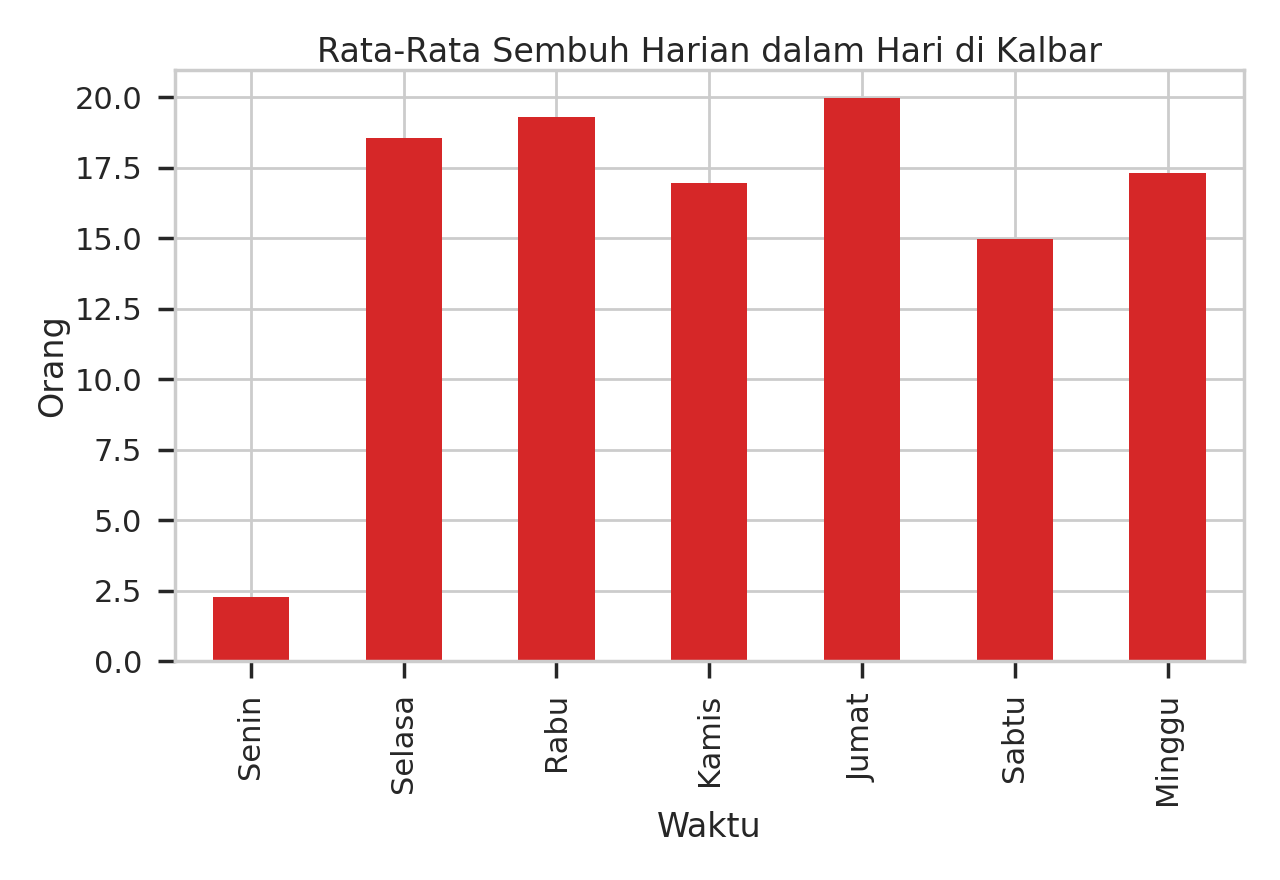 Rata-Rata Sembuh Harian dalam Hari di Kalbar
20.0
17.5
15.0
12.5
10.0
7.5
5.0
2.5
0.0
Orang
Senin
Selasa
Rabu
Kamis
Jumat
Sabtu
Minggu
Waktu